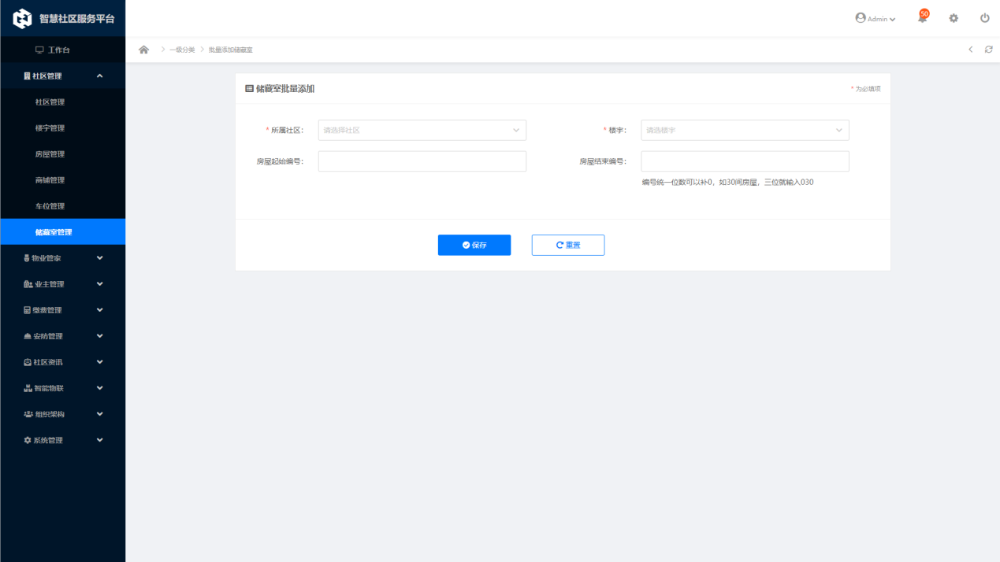 智慧社区服务平台
Admin
50
工作台
一级分类
批量添加储藏室
社区管理
社区管理
楼宇管理
房屋管理
商铺管理
车位管理
储藏室管理
物业管家
业主管理
缴费管理
安防管理
社区资讯
智能物联
组织架构
系统管理
储藏室批量添加
* 为必填项
* 所属社区：
请选择社区
* 楼宇：
请选楼宇
房屋起始编号：
房屋结束编号：
编号统一位数可以补0，如30间房屋，三位就输入030
保存
重置